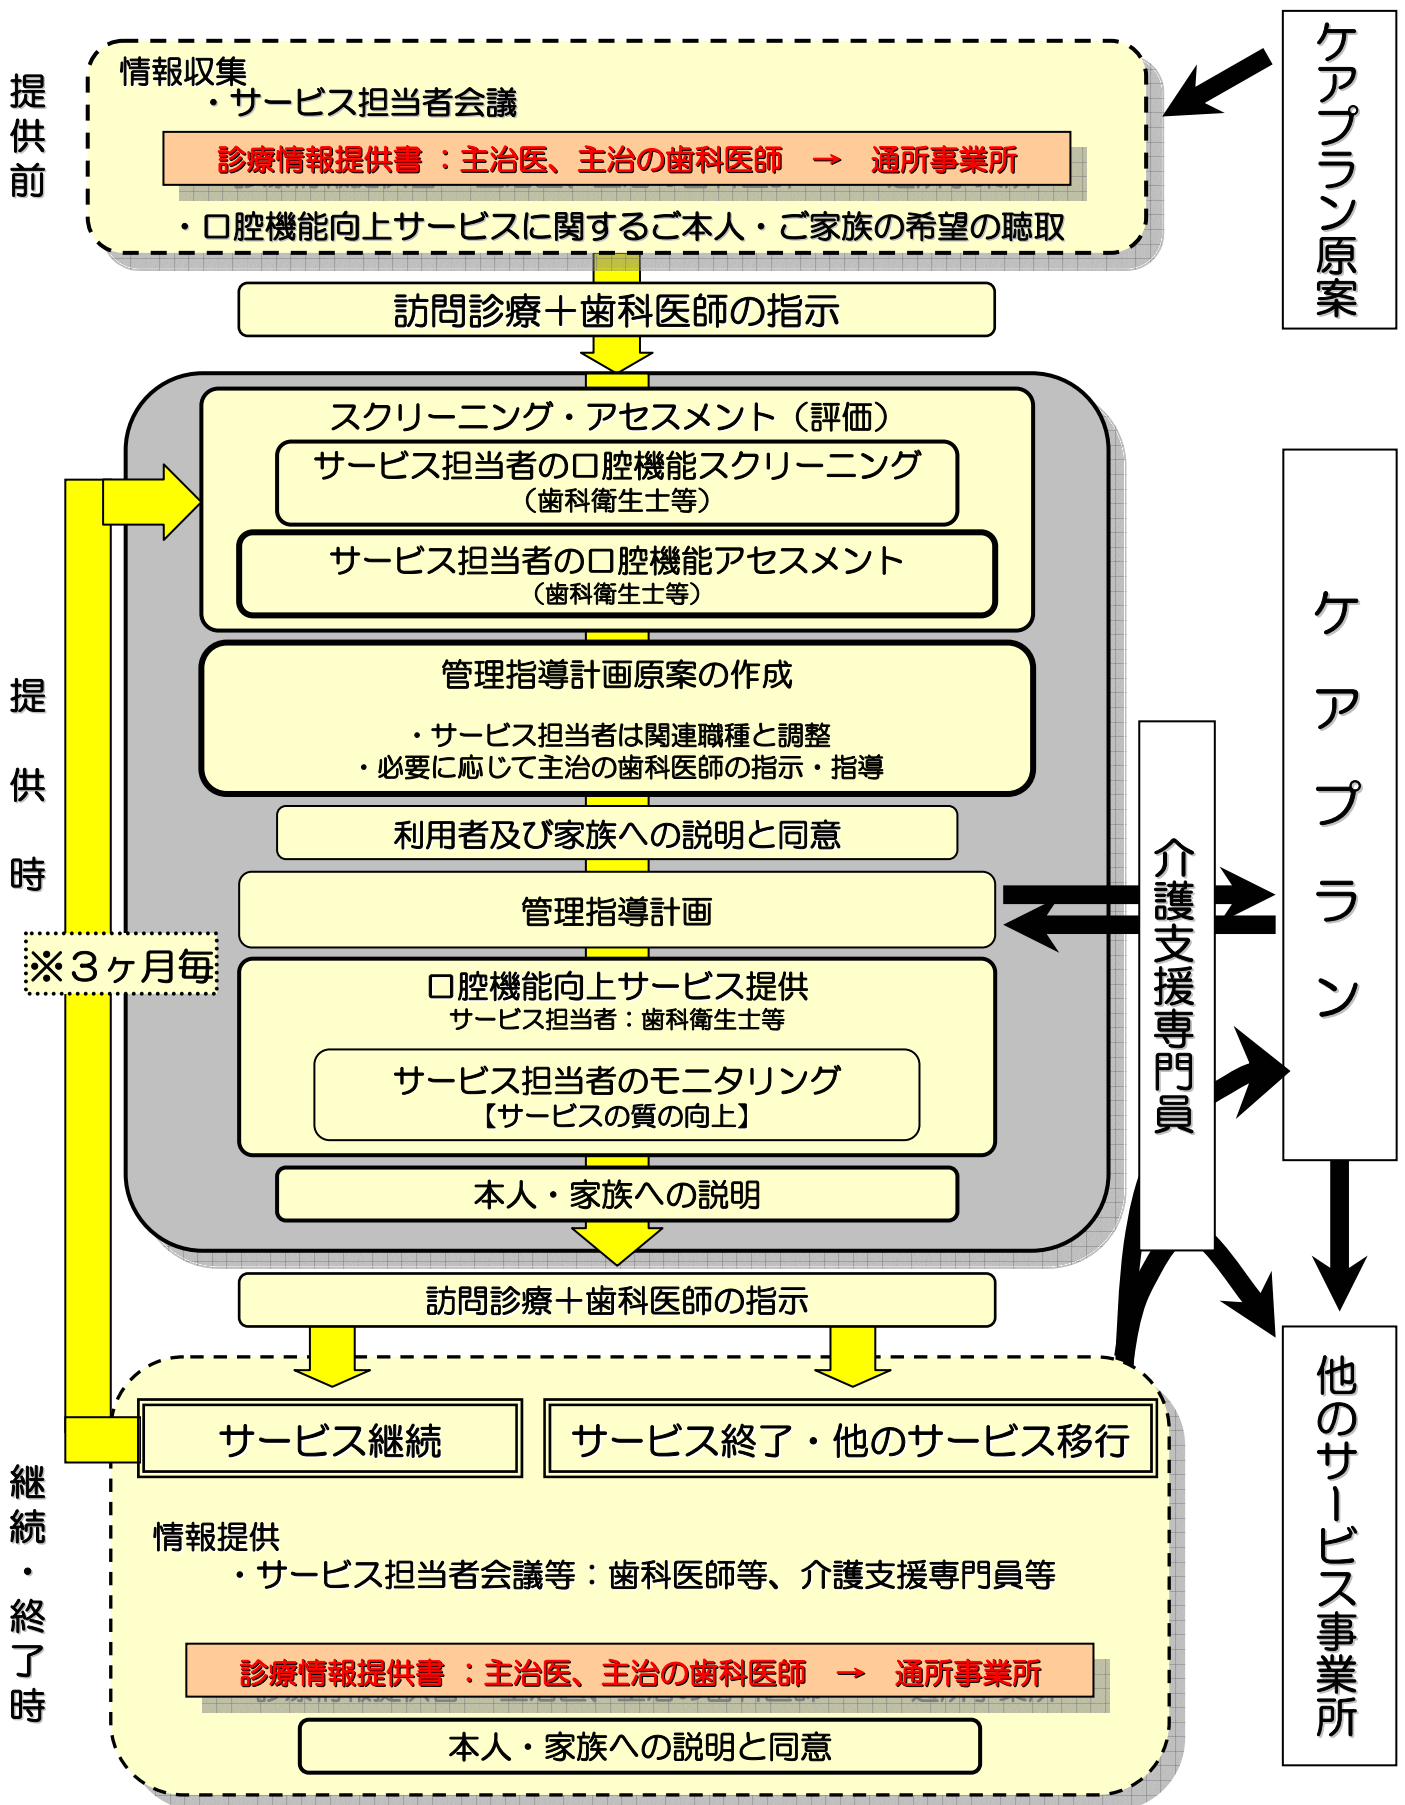 提供前
情報収集
・サービス担当者会議
診療情報提供書 ：主治医、主治の歯科医師　→　通所事業所
・口腔機能向上サービスに関するご本人・ご家族の希望の聴取
ケアプラン原案
訪問診療＋歯科医師の指示
提供時
スクリーニング・アセスメント（評価）
サービス担当者の口腔機能スクリーニング
（歯科衛生士等）
サービス担当者の口腔機能アセスメント
（歯科衛生士等）
管理指導計画原案の作成
・サービス担当者は関連職種と調整
・必要に応じて主治の歯科医師の指示・指導
利用者及び家族への説明と同意
管理指導計画
※３ヶ月毎
口腔機能向上サービス提供
サービス担当者：歯科衛生士等
サービス担当者のモニタリング
【サービスの質の向上】
本人・家族への説明
介護支援専門員
ケアプラン
訪問診療＋歯科医師の指示
継続・終了時
サービス継続
サービス終了・他のサービス移行
情報提供
・サービス担当者会議等：歯科医師等、介護支援専門員等
診療情報提供書 ：主治医、主治の歯科医師　→　通所事業所
本人・家族への説明と同意
他のサービス事業所